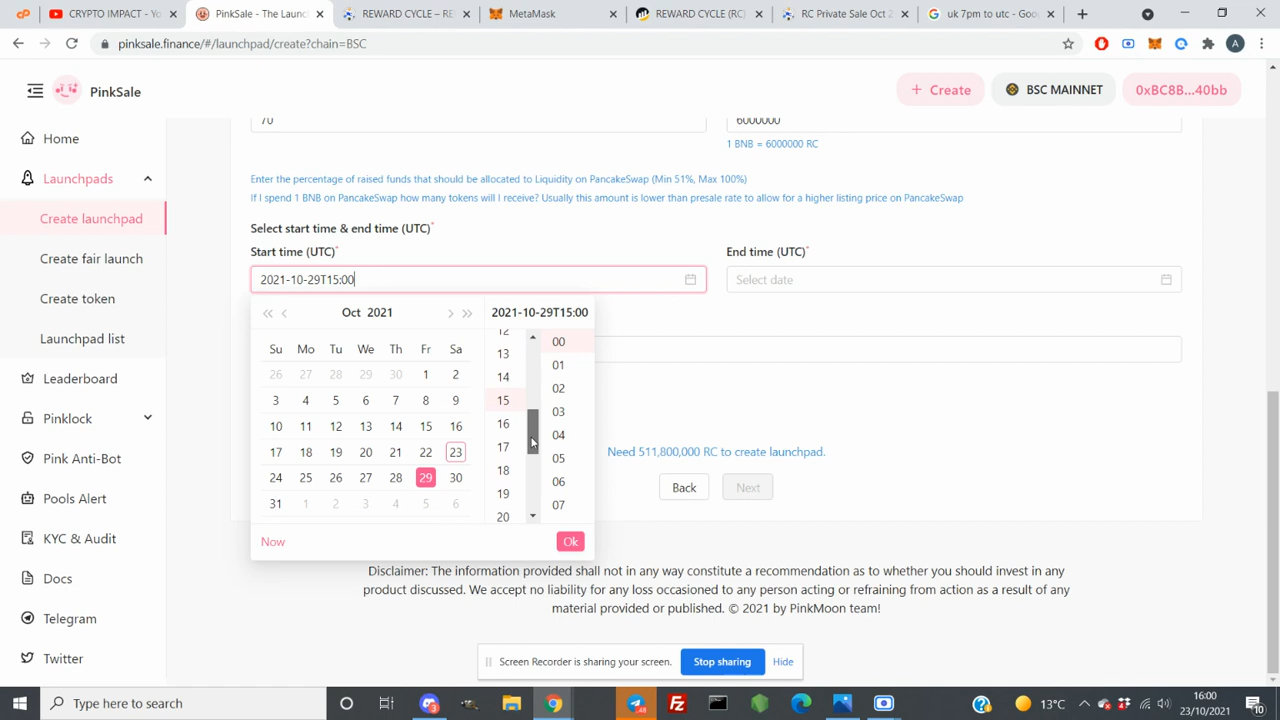 CRYPTO IMPACT - Yo
PinkSale - The Launc
REWARD CYCLE – RE
MetaMask
REWARD CYCLE (RC
RC Private Sale Oct 2
uk 7pm to utc - Goo
pinksale.finance/#/launchpad/create?chain=BSC
A
PinkSale
Create
BSC MAINNET
0xBC8B...40bb
Home
Launchpads
Create launchpad
Create fair launch
Create token
Launchpad list
Leaderboard
Pinklock
Pink Anti-Bot
Pools Alert
KYC & Audit
Docs
Telegram
Twitter
70
6000000
1 BNB = 6000000 RC
Enter the percentage of raised funds that should be allocated to Liquidity on PancakeSwap (Min 51%, Max 100%)
If I spend 1 BNB on PancakeSwap how many tokens will I receive? Usually this amount is lower than presale rate to allow for a higher listing price on PancakeSwap
Select start time & end time (UTC)*
Start time (UTC)*
End time (UTC)*
2021-10-29T15:00
Select date
Oct 2021
2021-10-29T15:00
Su Mo Tu We Th Fr Sa
26 27 28 29 30 1 2
3 4 5 6 7 8 9
10 11 12 13 14 15 16
17 18 19 20 21 22 23
24 25 26 27 28 29 30
31 1 2 3 4 5 6
12
13
14
15
16
17
18
19
20
00
01
02
03
04
05
06
07
Now
Ok
Need 511,800,000 RC to create launchpad.
Back
Next
Disclaimer: The information provided shall not in any way constitute a recommendation as to whether you should invest in any
product discussed. We accept no liability for any loss occasioned to any person acting or refraining from action as a result of any
material provided or published. © 2021 by PinkMoon team!
Screen Recorder is sharing your screen.
Stop sharing
Hide
Type here to search
13°C
16:00
23/10/2021